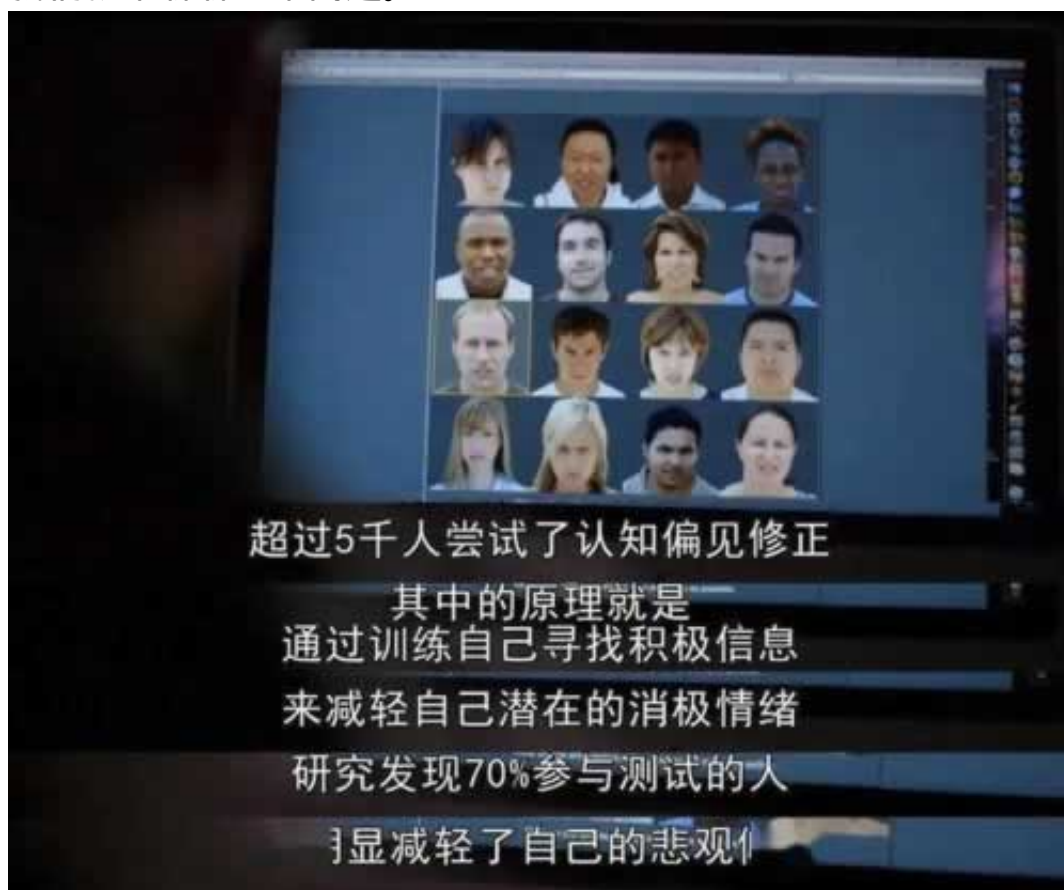 超过5千人尝试了认知偏见修正
其中的原理就是
通过训练自己寻找积极信息
来减轻自己潜在的消极情绪
研究发现70%参与测试的人
显减轻了自己的悲观